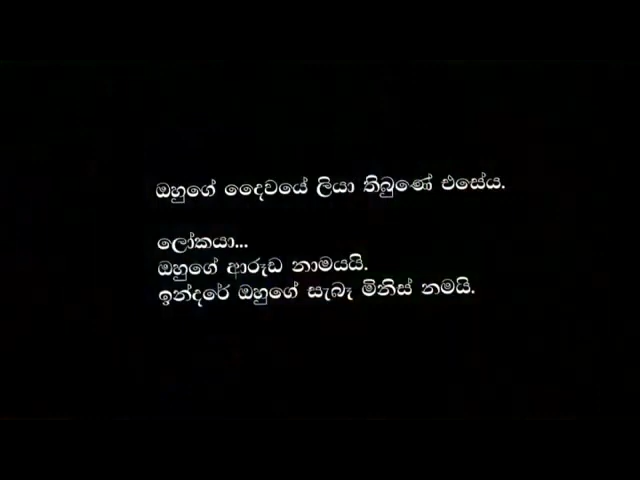 ඔහුගේ දෛවයේ ලියා තිබුණේ එසේය.
ලෝකයා...
ඔහුගේ ආරූඩ නාමයයි.
ඉන්දරේ ඔහුගේ සැබෑ මිනිස් නමයි.